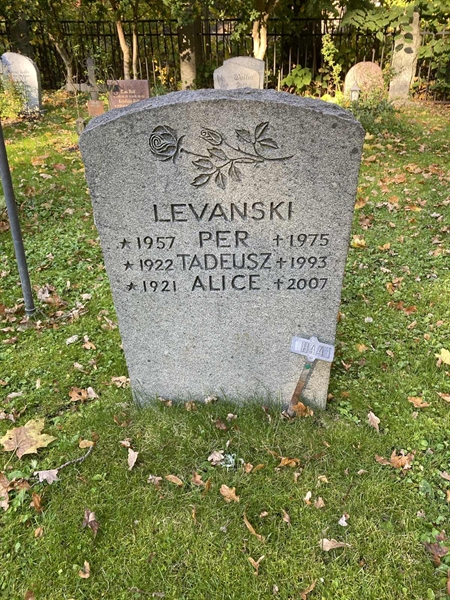 LEVANSKI
*1957 PER +1975
*1922 TADEUSZ +1993
*1921 ALICE +2007